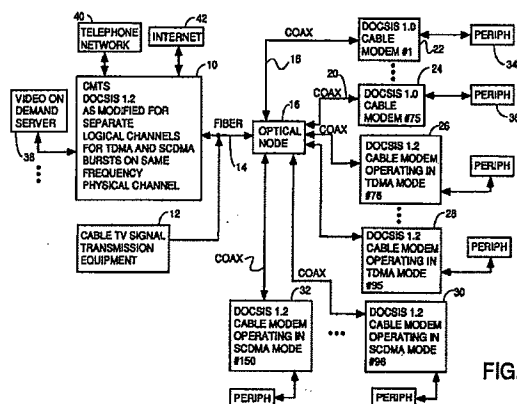 40
TELEPHONE
NETWORK
42
INTERNET
10
CMTS
DOCSIS 1.2
AS MODIFIED FOR
SEPARATE
LOGICAL CHANNELS
FOR TDMA AND SCDMA
BURSTS ON SAME
FREQUENCY
PHYSICAL CHANNEL
VIDEO ON
DEMAND
SERVER
38
12
CABLE TV SIGNAL
TRANSMISSION
EQUIPMENT
FIBER
14
16
OPTICAL
NODE
COAX
18
COAX
20
COAX
DOCSIS 1.0
CABLE
MODEM #1
22
PERIPH
34
24
DOCSIS 1.0
CABLE
MODEM #75
PERIPH
36
26
DOCSIS 1.2
CABLE MODEM
OPERATING IN
TDMA MODE
#76
PERIPH
28
DOCSIS 1.2
CABLE MODEM
OPERATING IN
TDMA MODE
#95
PERIPH
COAX
COAX
32
DOCSIS 1.2
CABLE MODEM
OPERATING IN
SCDMA MODE
#150
PERIPH
30
DOCSIS 1.2
CABLE MODEM
OPERATING IN
SCDMA MODE
#96
PERIPH
FIG.